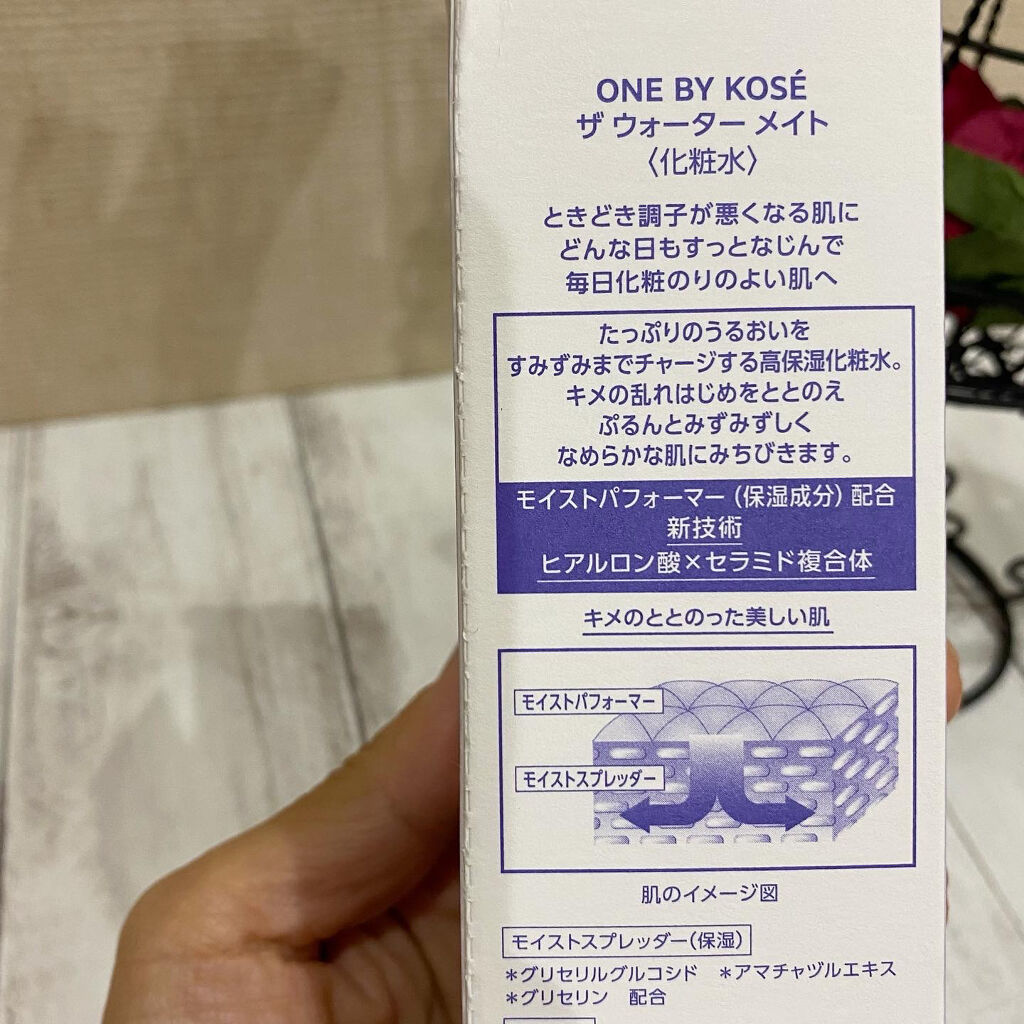 ONE BY KOSÉ
ザ ウォーター メイト
〈化粧水〉
ときどき調子が悪くなる肌に
どんな日もすっとなじんで
毎日化粧のりのよい肌へ
たっぷりのうるおいを
すみずみまでチャージする高保湿化粧水。
キメの乱れはじめをととのえ
ぷるんとみずみずしく
なめらかな肌にみちびきます。
モイストパフォーマー（保湿成分）配合
新技術
ヒアルロン酸×セラミド複合体
キメのととのった美しい肌
モイストパフォーマー
モイストスプレッダー
肌のイメージ図
モイストスプレッダー（保湿）
＊グリセリルグルコシド ＊アマチャヅルエキス
＊グリセリン 配合